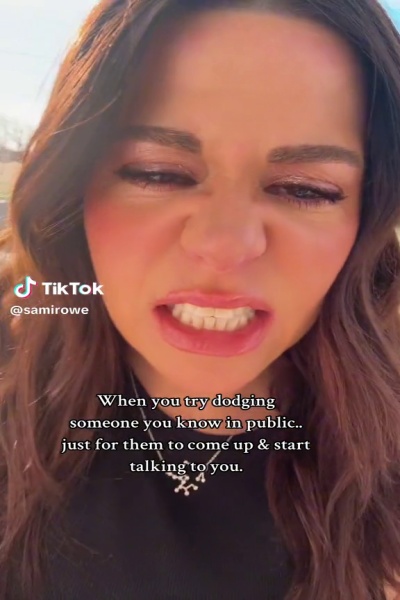 TikTok
@samirowe
When you try dodging
someone you know in public..
just for them to come up & start
talking to you.